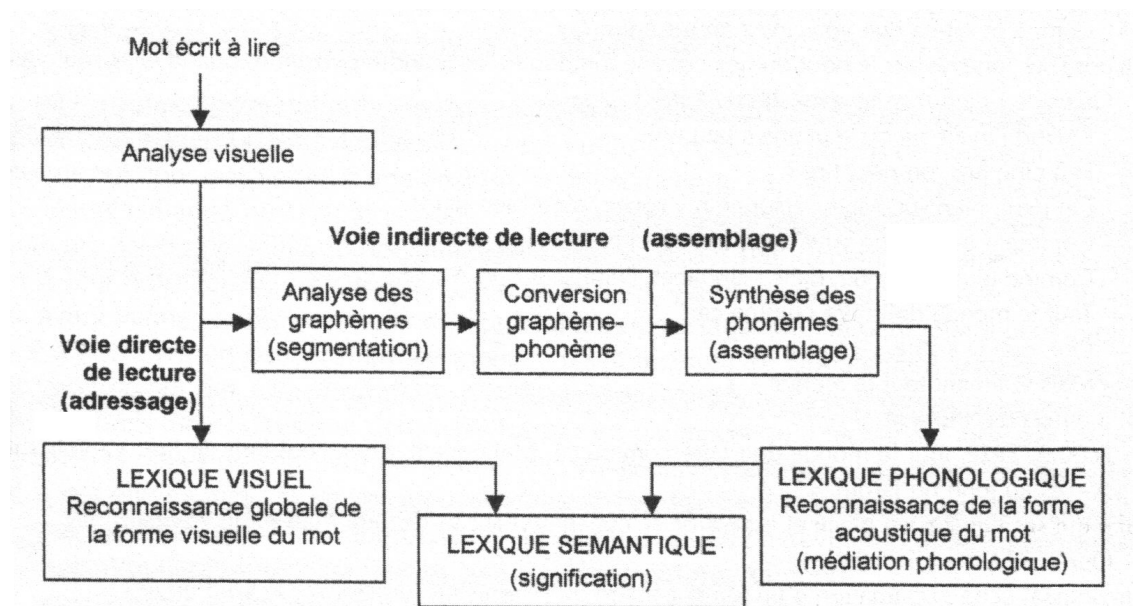 Mot écrit à lire
Analyse visuelle
Voie indirecte de lecture (assemblage)
Analyse des
graphèmes
(segmentation)
Conversion
graphème-
phonème
Synthèse des
phonèmes
(assemblage)
Voie directe
de lecture
(adressage)
LEXIQUE VISUEL
Reconnaissance globale de
la forme visuelle du mot
LEXIQUE SEMANTIQUE
(signification)
LEXIQUE PHONOLOGIQUE
Reconnaissance de la forme
acoustique du mot
(médiation phonologique)